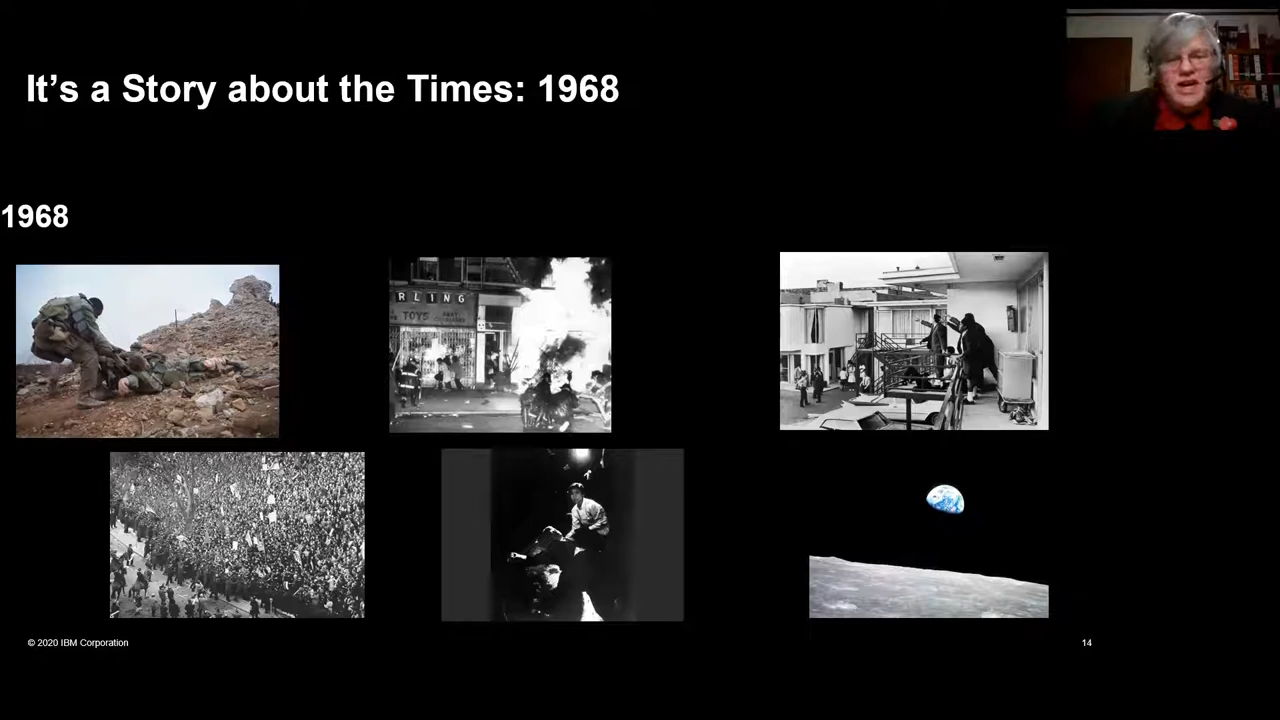 It's a Story about the Times: 1968
1968
RLING
TOYS
© 2020 IBM Corporation
14